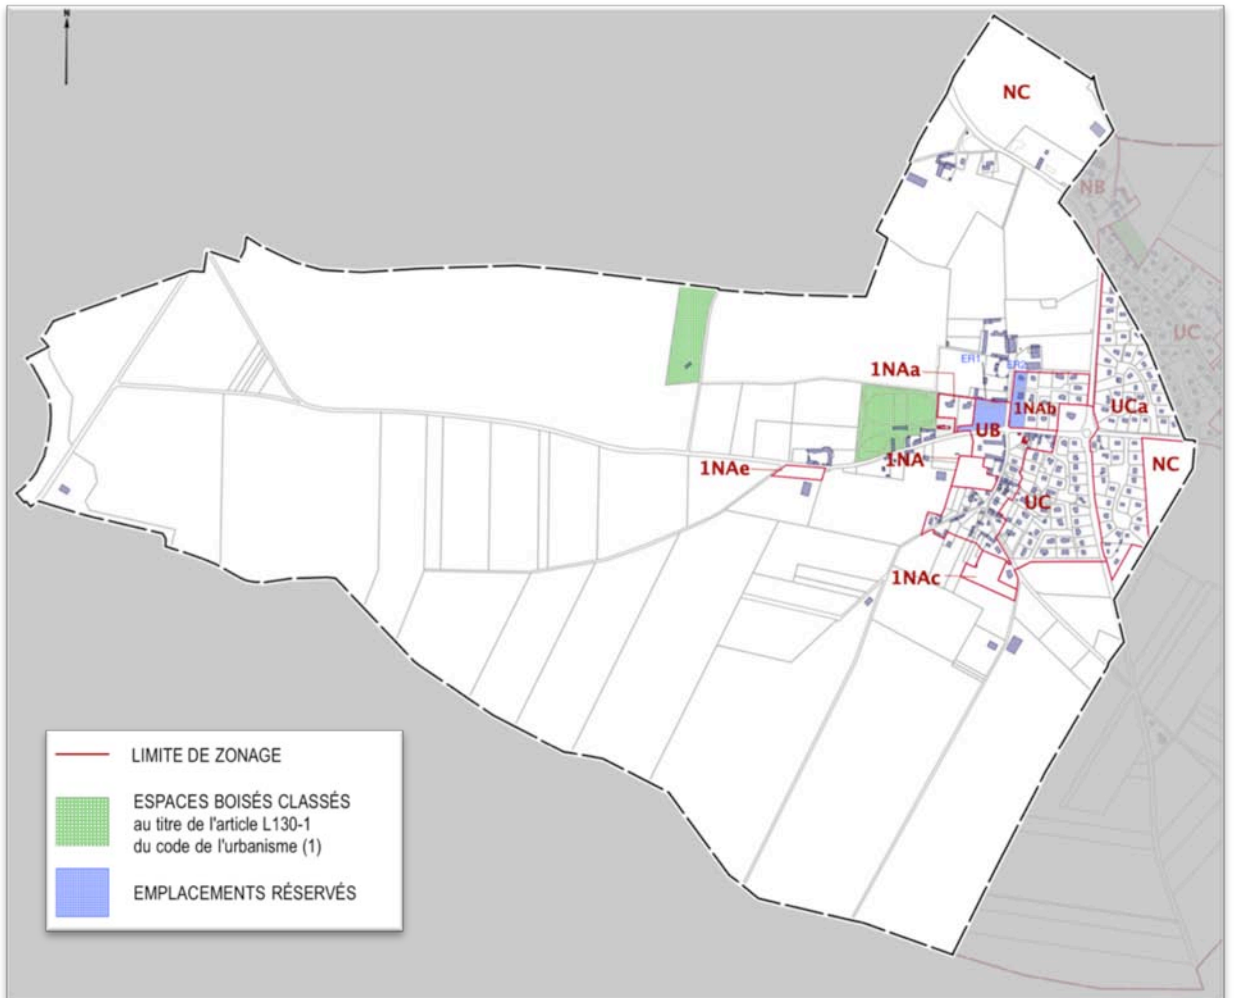 N
NC
NB
UC
1NAa
ER1
ER2
1NAb
UCa
UB
1NA
NC
1NAe
UC
1NAc
LIMITE DE ZONAGE
ESPACES BOISÉS CLASSÉS
au titre de l'article L130-1
du code de l'urbanisme (1)
EMPLACEMENTS RÉSERVÉS